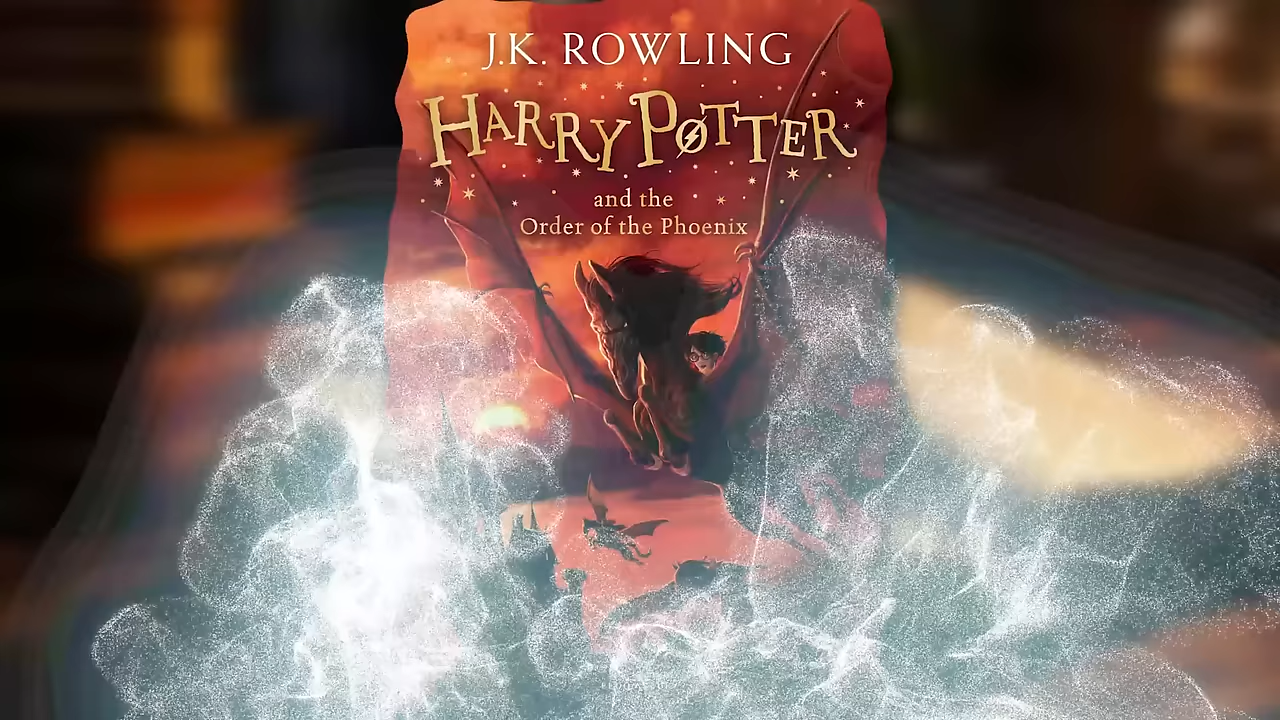 J.K. ROWLING
HARRY POTTER
and the
Order of the Phoenix